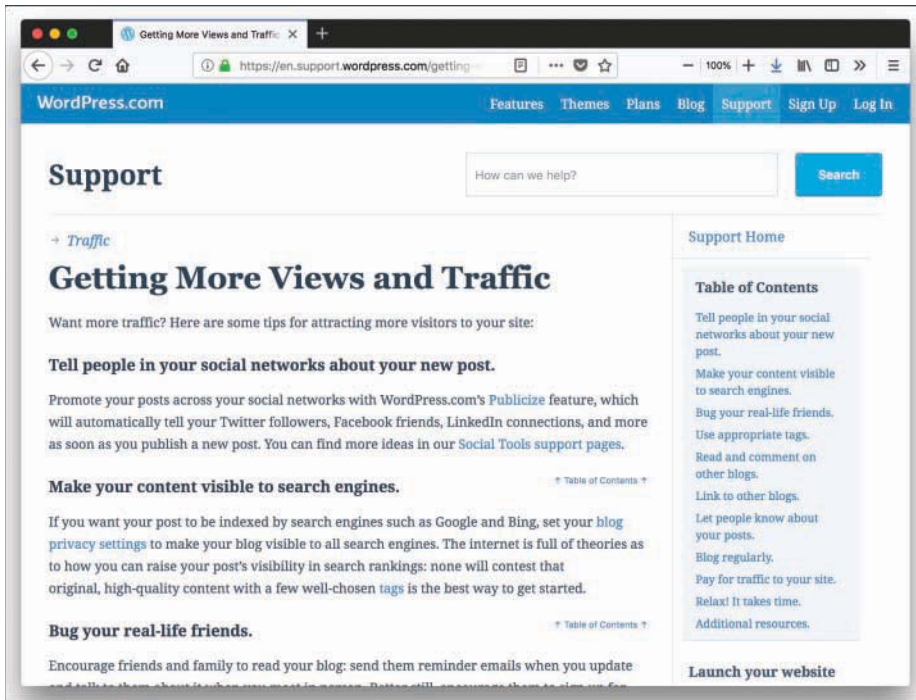 Getting More Views and Traffic
https://en.support.wordpress.com/getting-
100%
WordPress.com
Features Themes Plans Blog Support Sign Up Log In
Support
How can we help?
Search
→ Traffic
Getting More Views and Traffic
Want more traffic? Here are some tips for attracting more visitors to your site:
Tell people in your social networks about your new post.
Promote your posts across your social networks with WordPress.com's Publicize feature, which
will automatically tell your Twitter followers, Facebook friends, LinkedIn connections, and more
as soon as you publish a new post. You can find more ideas in our Social Tools support pages.
↑ Table of Contents ↑
Make your content visible to search engines.
If you want your post to be indexed by search engines such as Google and Bing, set your blog
privacy settings to make your blog visible to all search engines. The internet is full of theories as
to how you can raise your post's visibility in search rankings: none will contest that
original, high-quality content with a few well-chosen tags is the best way to get started.
↑ Table of Contents ↑
Bug your real-life friends.
Encourage friends and family to read your blog: send them reminder emails when you update
Support Home
Table of Contents
Tell people in your social
networks about your new
post.
Make your content visible
to search engines.
Bug your real-life friends.
Use appropriate tags.
Read and comment on
other blogs.
Link to other blogs.
Let people know about
your posts.
Blog regularly.
Pay for traffic to your site.
Relax! It takes time.
Additional resources.
Launch your website